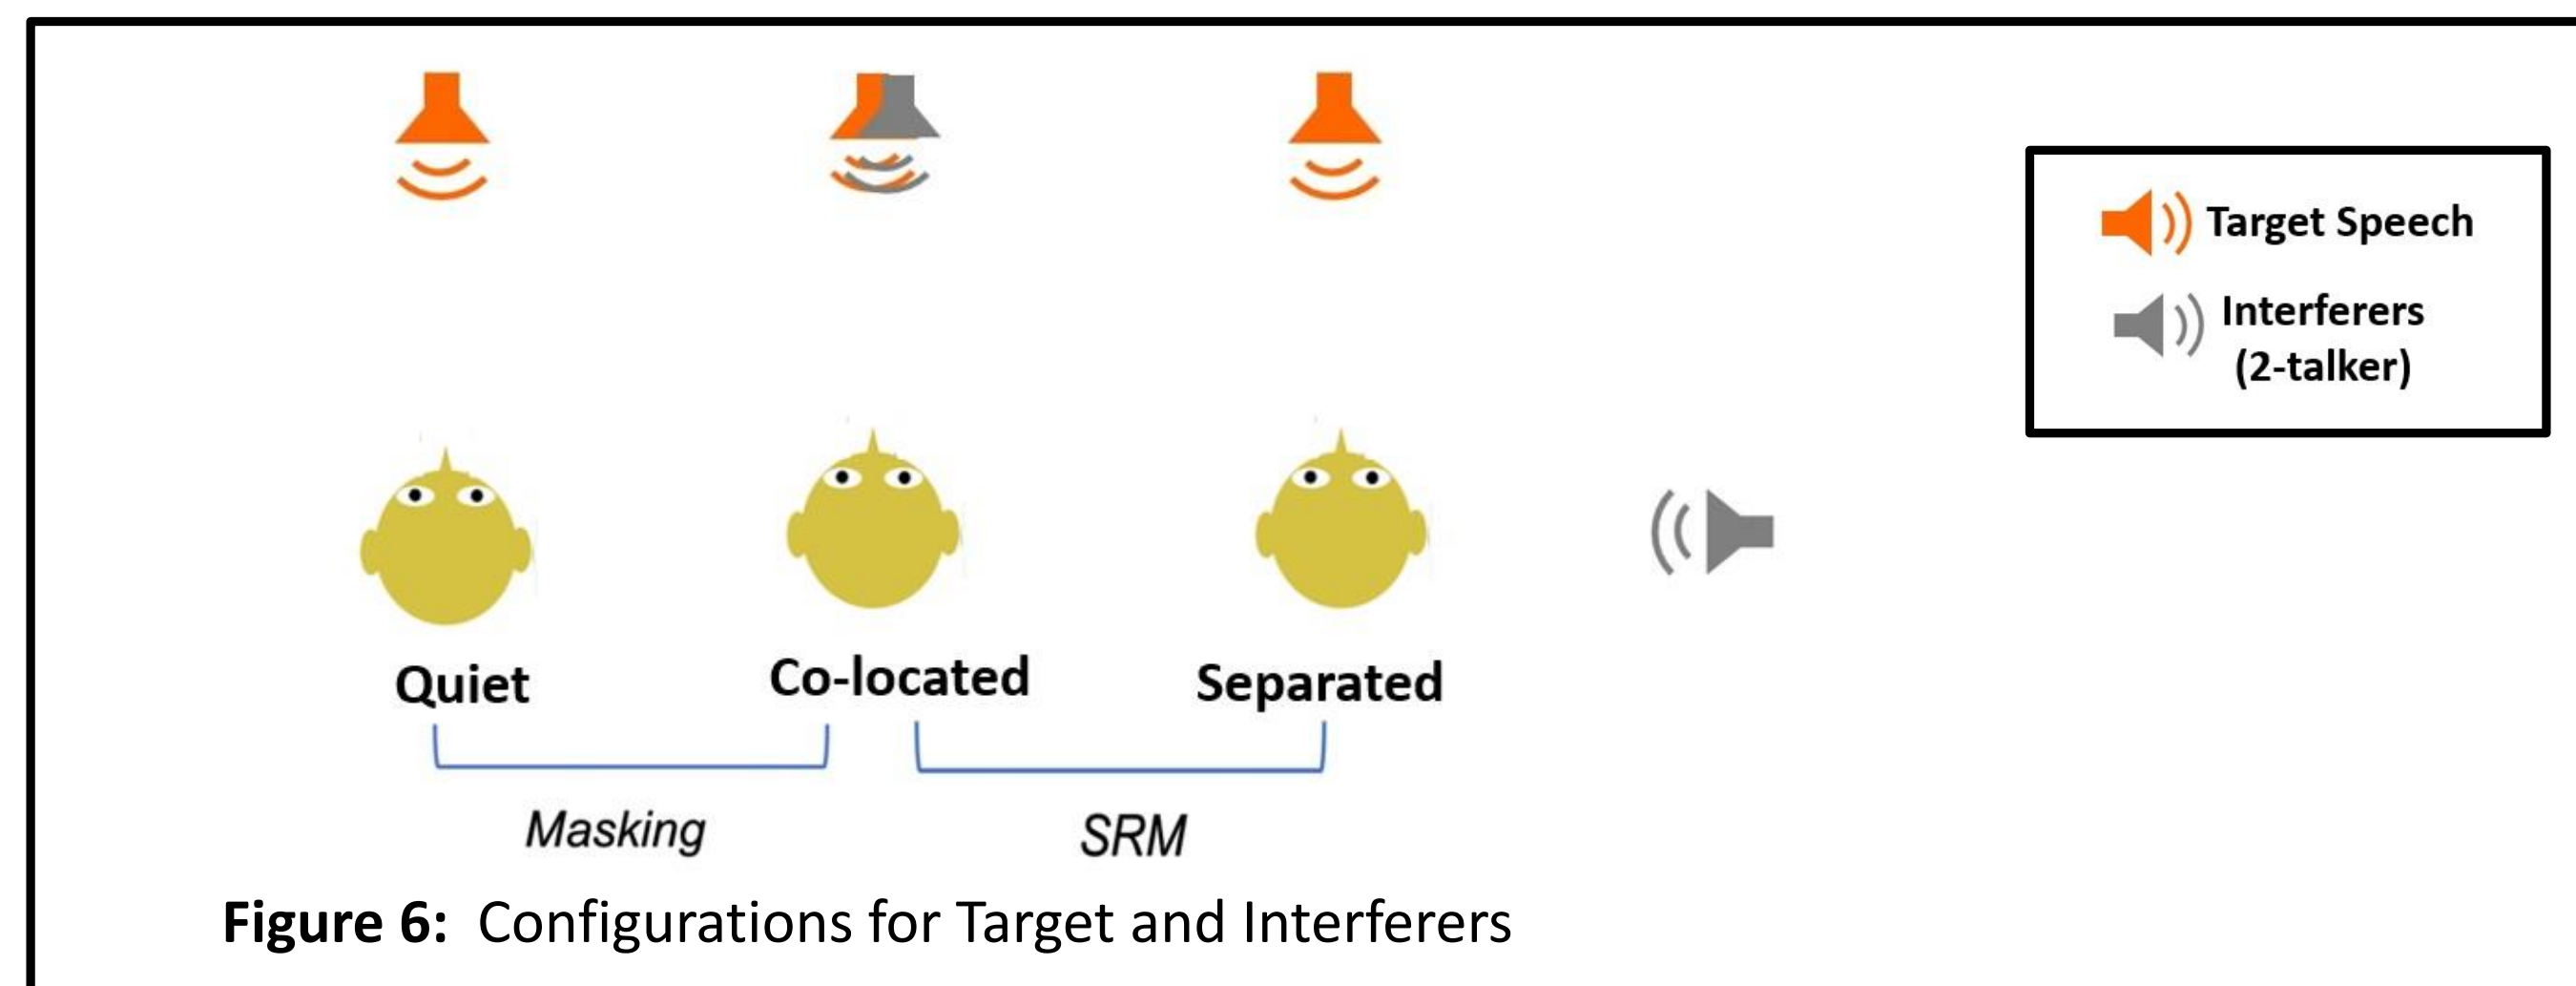 Target Speech
Interferers
(2-talker)
Quiet
Co-located
Separated
Masking
SRM
Figure 6: Configurations for Target and Interferers